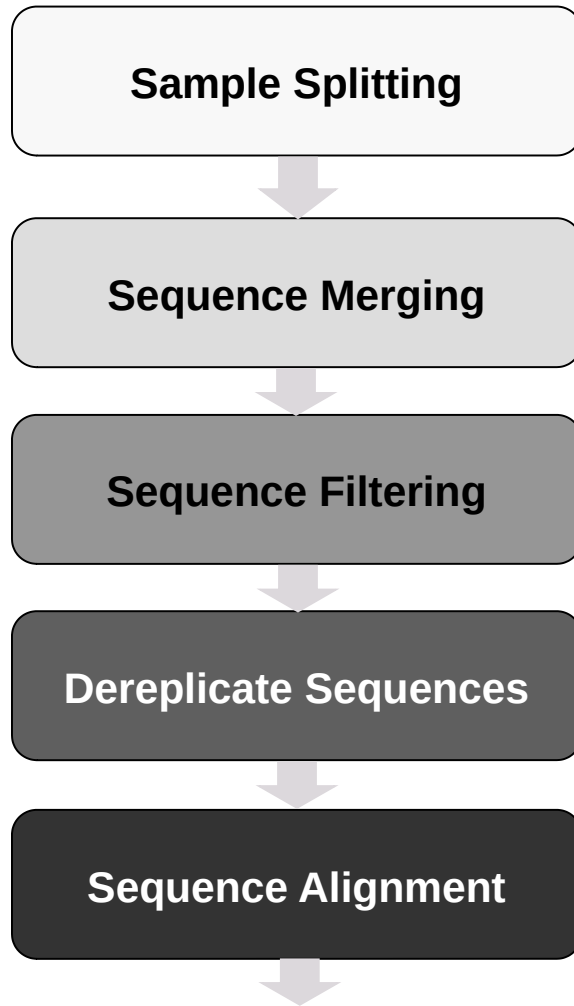 Sample Splitting
Sequence Merging
Sequence Filtering
Dereplicate Sequences
Sequence Alignment